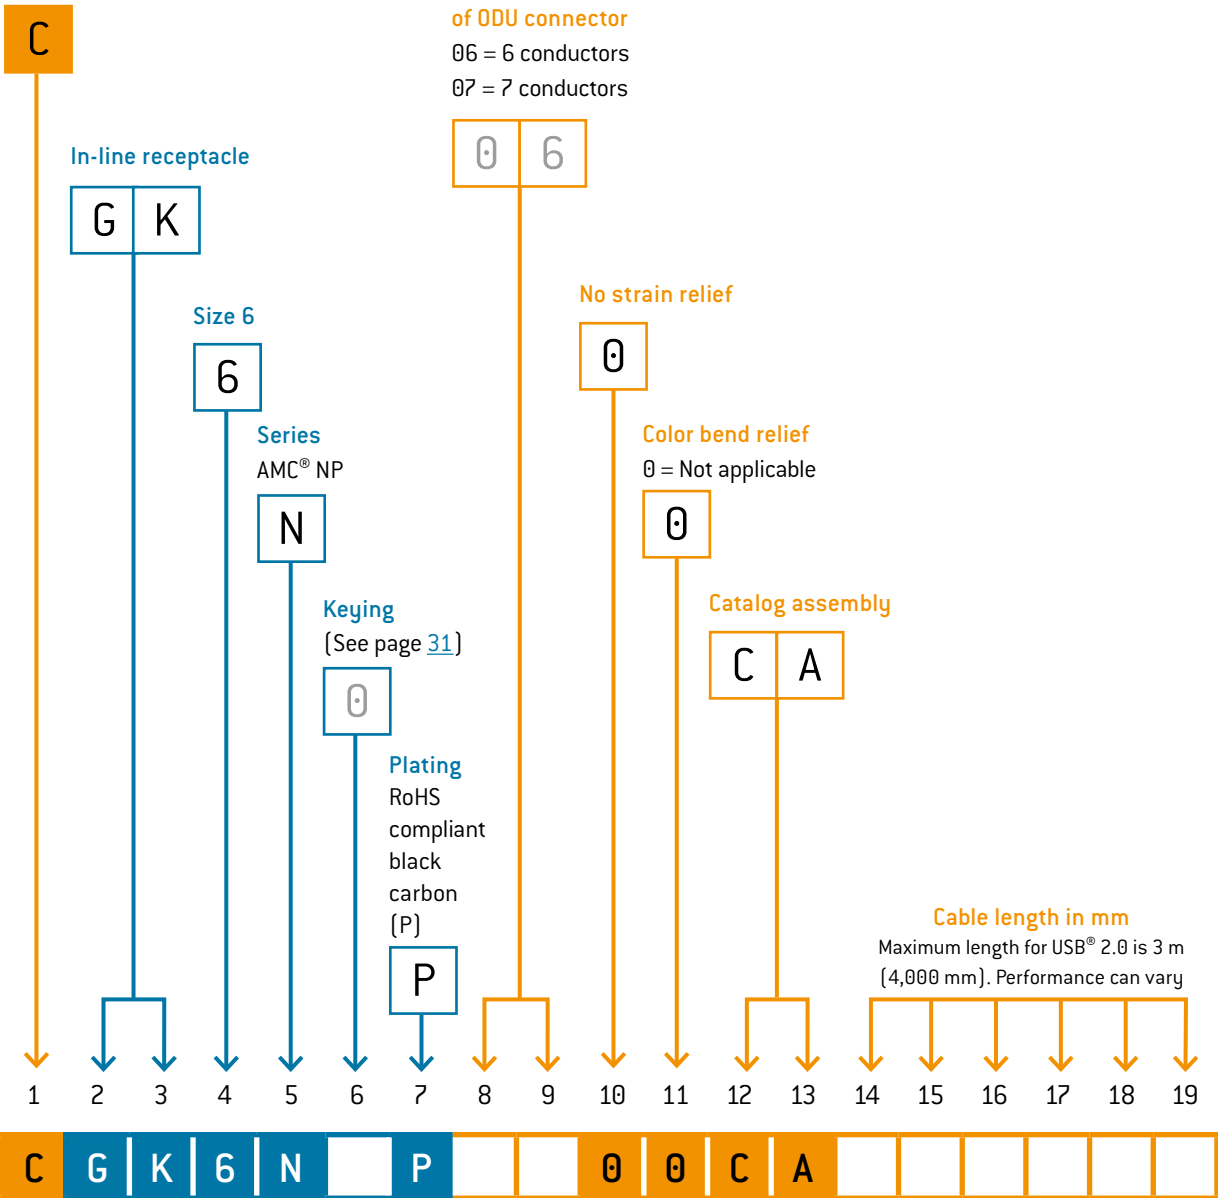 C
of ODU connector
06 = 6 conductors
07 = 7 conductors
0 6
In-line receptacle
G K
No strain relief
0
Size 6
6
Series
AMC® NP
N
Color bend relief
0 = Not applicable
0
Keying
(See page 31)
0
Catalog assembly
C A
Plating
RoHS
compliant
black
carbon
(P)
P
Cable length in mm
Maximum length for USB® 2.0 is 3 m
(4,000 mm). Performance can vary
1 2 3 4 5 6 7 8 9 10 11 12 13 14 15 16 17 18 19
C G K 6 N P 0 0 C A